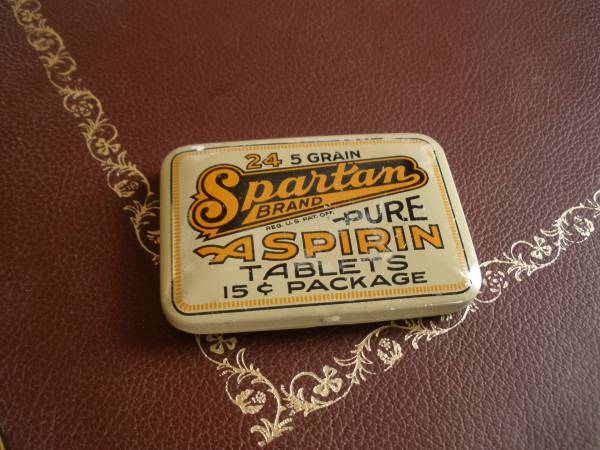 24 5 GRAIN
Spartan
BRAND
REG. U.S. PAT. OFF.
PURE
ASPIRIN
TABLETS
15¢ PACKAGE